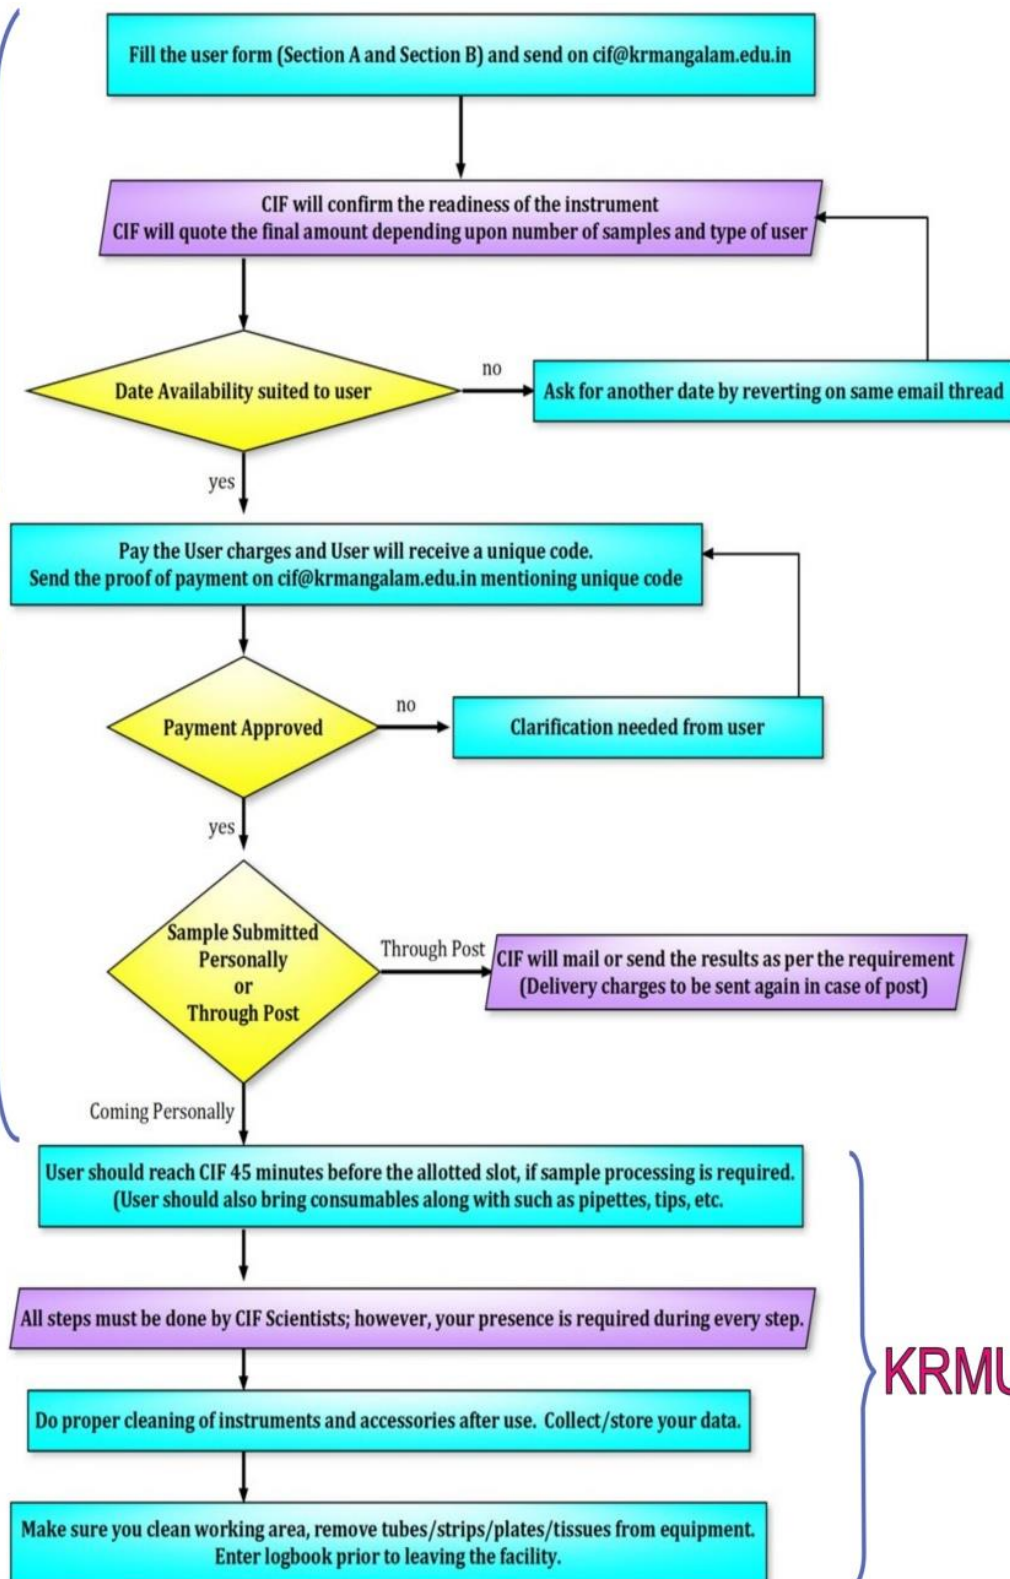 Fill the user form (Section A and Section B) and send on cif@krmangalam.edu.in
CIF will confirm the readiness of the instrument
CIF will quote the final amount depending upon number of samples and type of user
Date Availability suited to user
no
Ask for another date by reverting on same email thread
yes
Pay the User charges and User will receive a unique code.
Send the proof of payment on cif@krmangalam.edu.in mentioning unique code
Payment Approved
no
Clarification needed from user
yes
Sample Submitted
Personally
or
Through Post
Through Post
CIF will mail or send the results as per the requirement
(Delivery charges to be sent again in case of post)
Coming Personally
User should reach CIF 45 minutes before the allotted slot, if sample processing is required.
(User should also bring consumables along with such as pipettes, tips, etc.
All steps must be done by CIF Scientists; however, your presence is required during every step.
KRMU
Do proper cleaning of instruments and accessories after use. Collect/store your data.
Make sure you clean working area, remove tubes/strips/plates/tissues from equipment.
Enter logbook prior to leaving the facility.